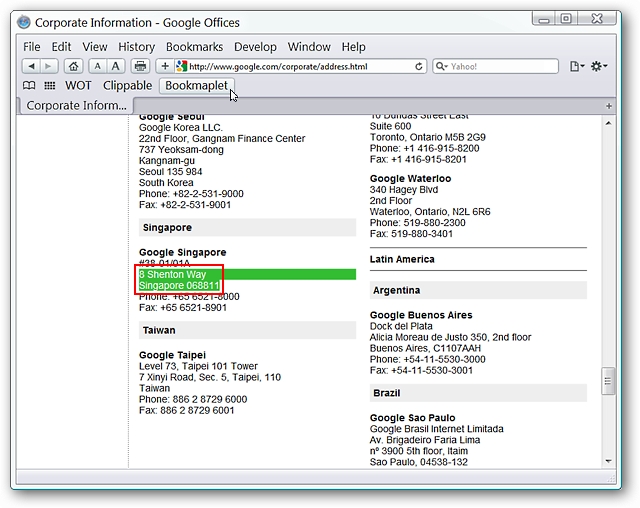 Corporate Information - Google Offices
File Edit View History Bookmarks Develop Window Help
A A http://www.google.com/corporate/address.html Yahoo!
WOT Clippable Bookmaplet
Corporate Inform...
Google Seoul
Google Korea LLC.
22nd Floor, Gangnam Finance Center
737 Yeoksam-dong
Kangnam-gu
Seoul 135 984
South Korea
Phone: +82-2-531-9000
Fax: +82-2-531-9001
Singapore
Google Singapore
#38-01/01A
8 Shenton Way
Singapore 068811
Phone: +65 6521-8000
Fax: +65 6521-8901
Taiwan
Google Taipei
Level 73, Taipei 101 Tower
7 Xinyi Road, Sec. 5, Taipei, 110
Taiwan
Phone: 886 2 8729 6000
Fax: 886 2 8729 6001
10 Dundas Street East
Suite 600
Toronto, Ontario M5B 2G9
Phone: +1 416-915-8200
Fax: +1 416-915-8201
Google Waterloo
340 Hagey Blvd
2nd Floor
Waterloo, Ontario, N2L 6R6
Phone: 519-880-2300
Fax: 519-880-3401
Latin America
Argentina
Google Buenos Aires
Dock del Plata
Alicia Moreau de Justo 350, 2nd floor
Buenos Aires, C1107AAH
Phone: +54-11-5530-3000
Fax: +54-11-5530-3001
Brazil
Google Sao Paulo
Google Brasil Internet Limitada
Av. Brigadeiro Faria Lima
nº 3900 5th floor, Itaim
Sao Paulo, 04538-132